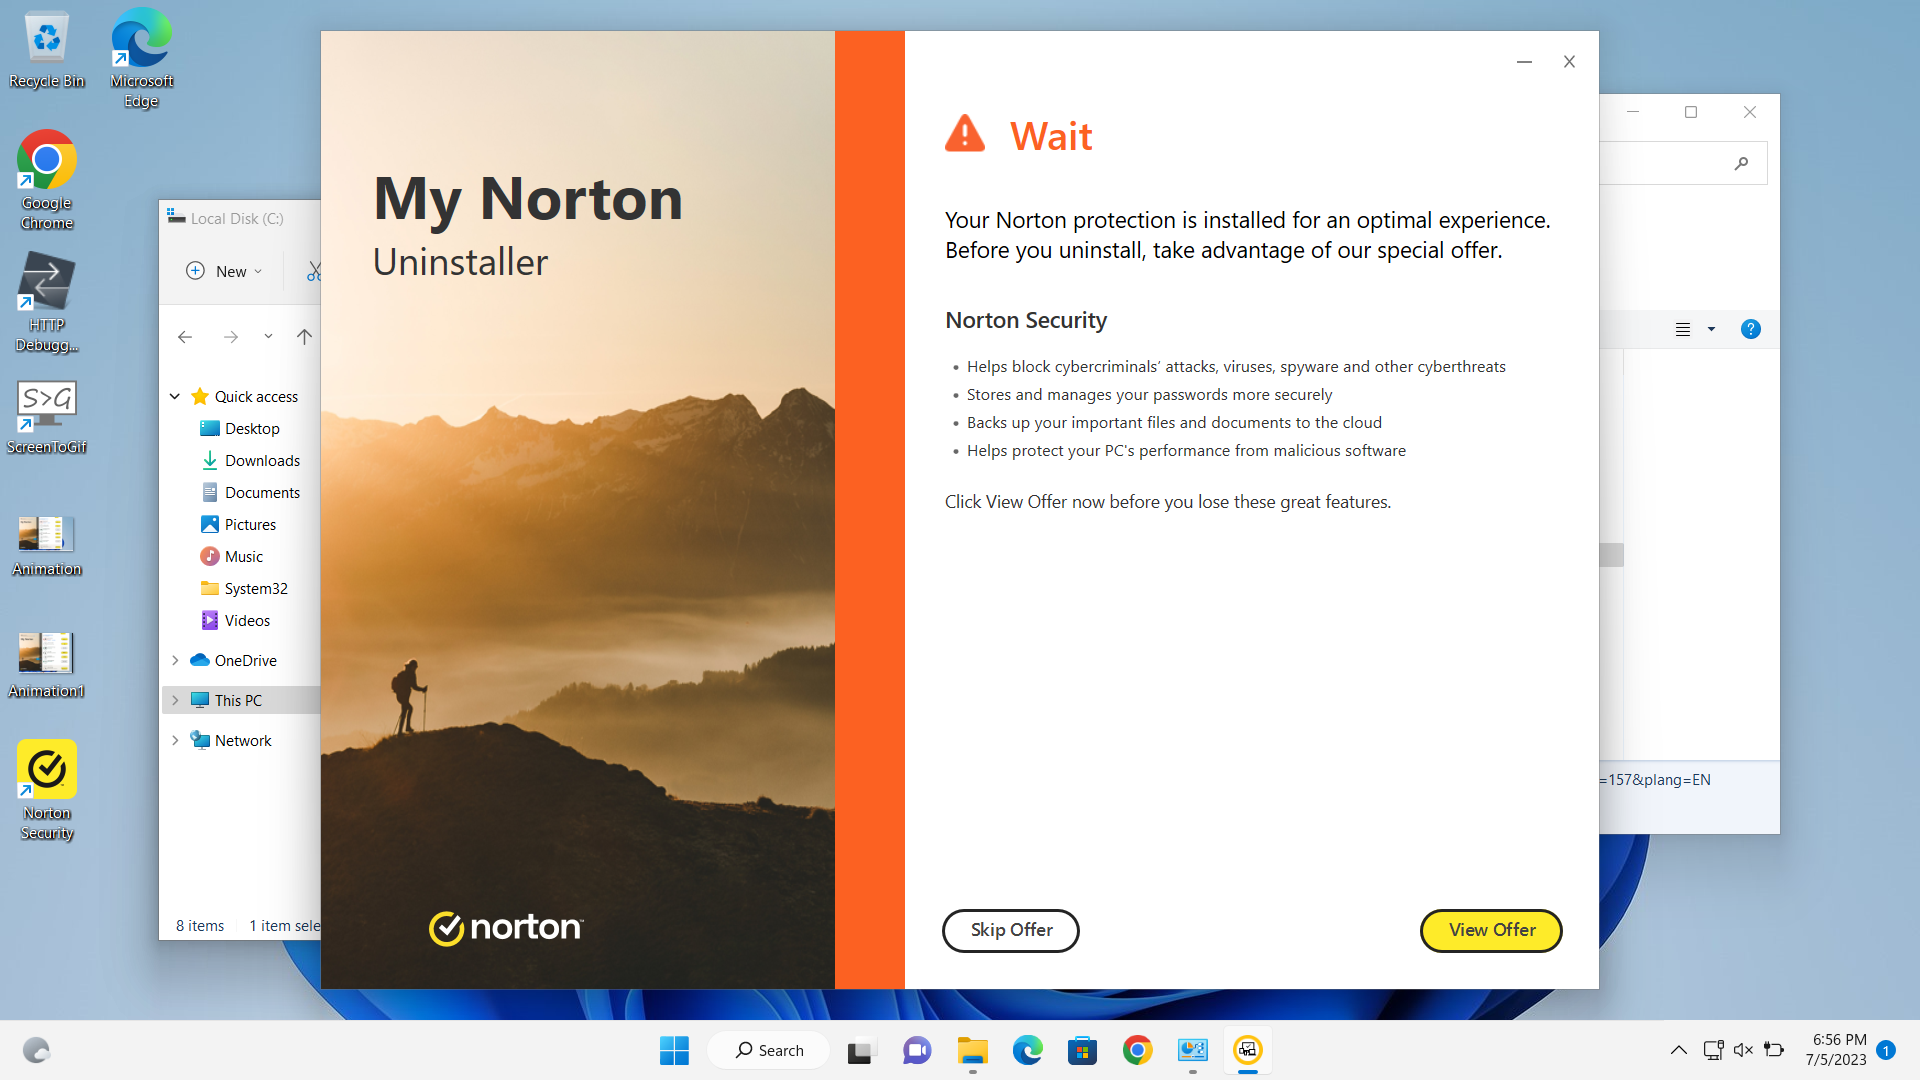 Recycle Bin
Microsoft
Edge
Google
Chrome
HTTP
Debugg...
S>G
ScreenToGif
Animation
Animation1
Norton
Security
Local Disk (C:)
New
Quick access
Desktop
Downloads
Documents
Pictures
Music
System32
Videos
OneDrive
This PC
Network
8 items
1 item sele
My Norton
Uninstaller
norton
Wait
Your Norton protection is installed for an optimal experience.
Before you uninstall, take advantage of our special offer.
Norton Security
• Helps block cybercriminals’ attacks, viruses, spyware and other cyberthreats
• Stores and manages your passwords more securely
• Backs up your important files and documents to the cloud
• Helps protect your PC's performance from malicious software
Click View Offer now before you lose these great features.
Skip Offer
View Offer
?
=157&plang=EN
Search
6:56 PM
7/5/2023
1